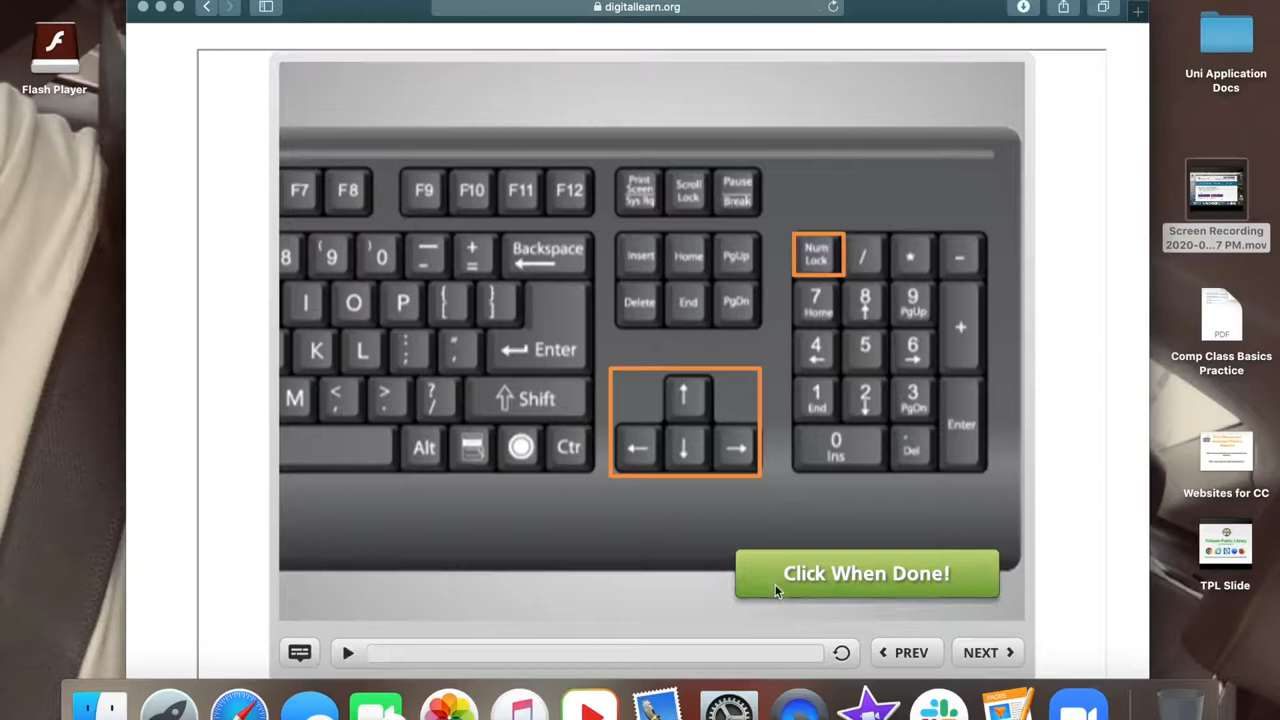 digitallearn.org
Flash Player
Uni Application
Docs
Screen Recording
2020-0...7 PM.mov
PDF
Comp Class Basics
Practice
Websites for CC
TPL Slide
F7 F8 F9 F10 F11 F12
Print
Screen
Sys Rq
Scroll
Lock
Pause
Break
8 ( 9 ) 0 — - + = Backspace
Insert Home PgUp
Num
Lock
/ * -
I O P { [ } ]
Delete End PgDn
7
Home
8
9
PgUp
+
K L : ; " ' Enter
4 5 6
M < , > . ? / Shift
1
End
2
3
PgDn
Enter
Alt Ctr
0
Ins
.
Del
Click When Done!
PREV
NEXT
PAGES